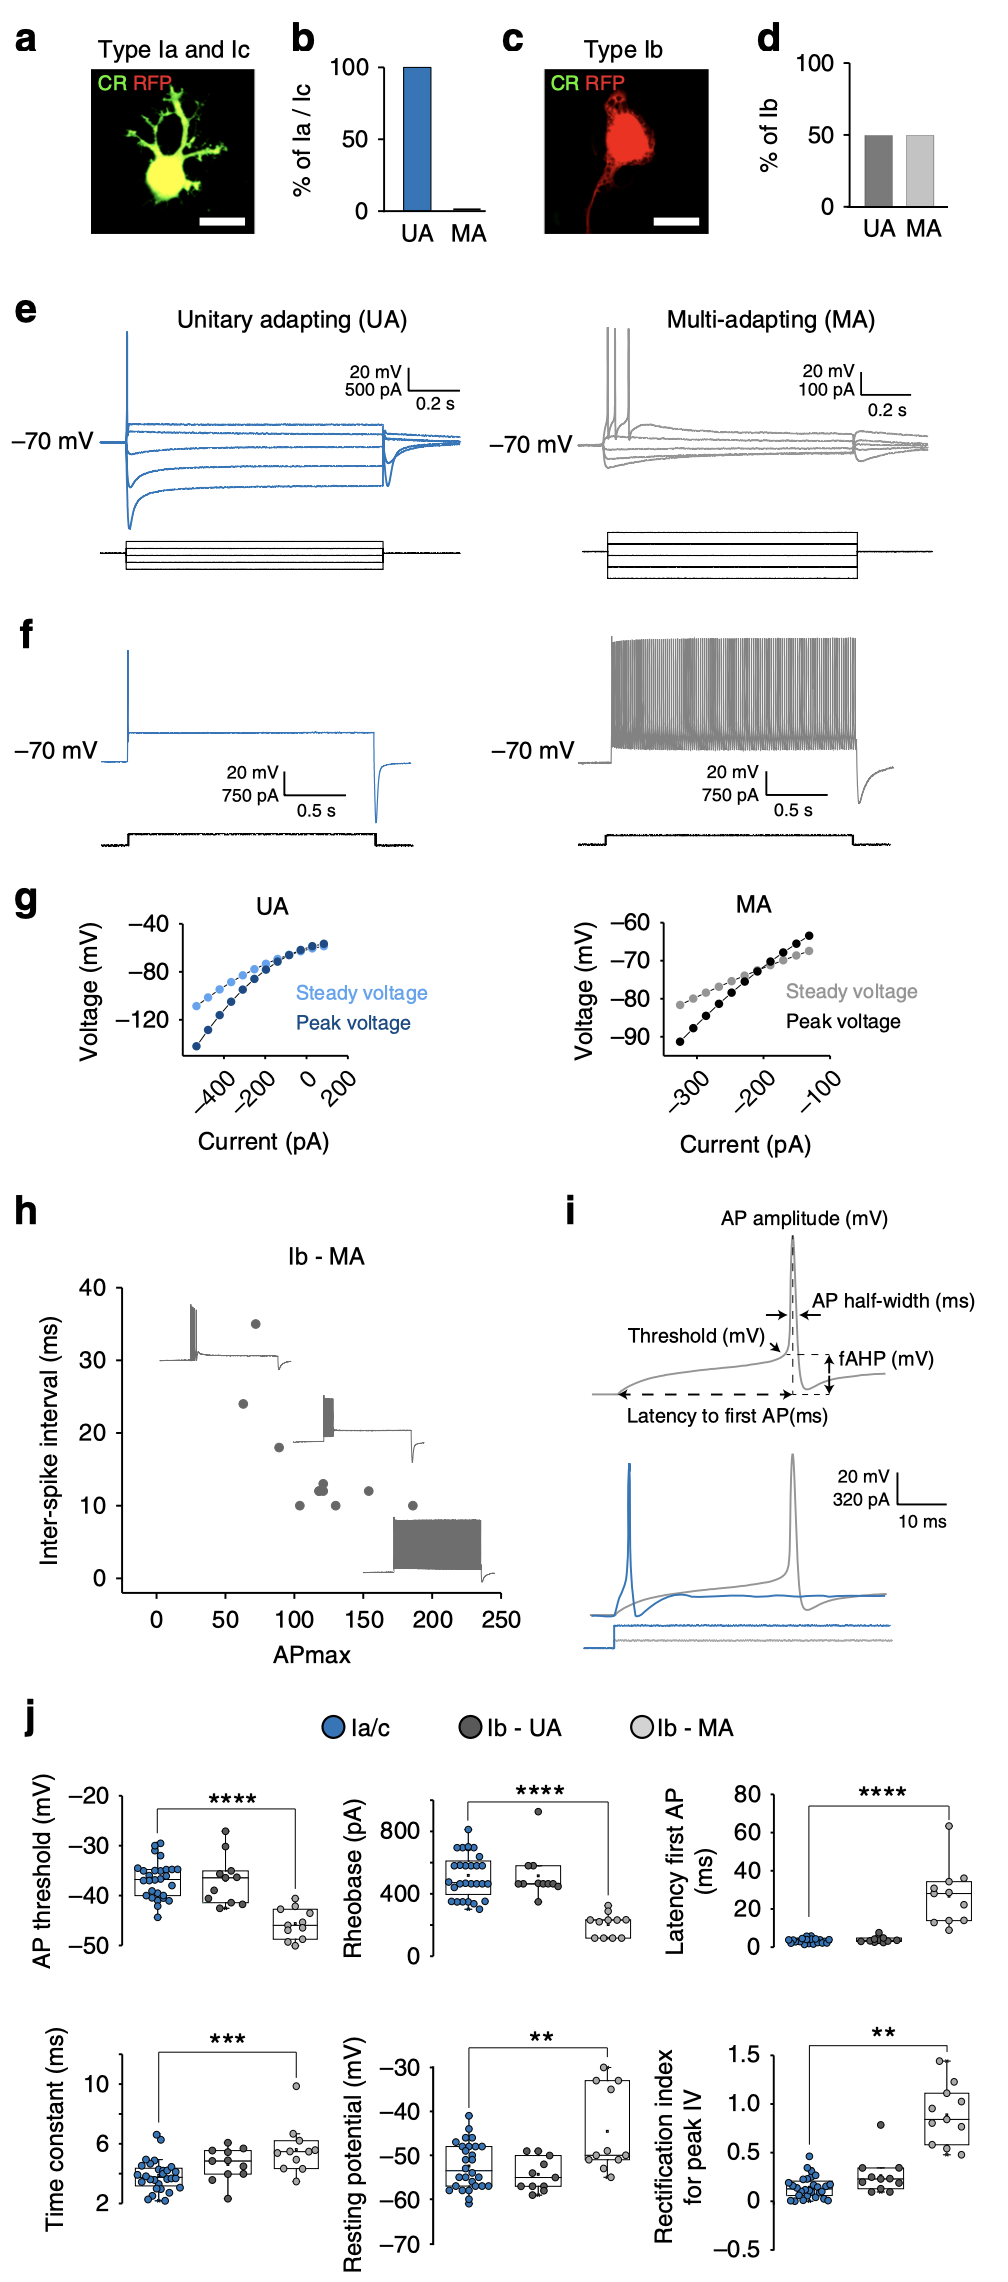 a
Type Ia and Ic
CR RFP
b
% of Ia / Ic
100
50
0
UA MA
c
Type Ib
CR RFP
d
% of Ib
100
50
0
UA MA
e
Unitary adapting (UA)
20 mV
500 pA
0.2 s
–70 mV
Multi-adapting (MA)
20 mV
100 pA
0.2 s
–70 mV
f
–70 mV
20 mV
750 pA
0.5 s
–70 mV
20 mV
750 pA
0.5 s
g
UA
Voltage (mV)
–40
–80
–120
Steady voltage
Peak voltage
–400
–200
0
200
Current (pA)
MA
Voltage (mV)
–60
–70
–80
–90
Steady voltage
Peak voltage
–300
–200
–100
Current (pA)
h
Ib - MA
Inter-spike interval (ms)
40
30
20
10
0
0 50 100 150 200 250
APmax
i
AP amplitude (mV)
AP half-width (ms)
Threshold (mV)
fAHP (mV)
Latency to first AP(ms)
20 mV
320 pA
10 ms
j
Ia/c
Ib - UA
Ib - MA
AP threshold (mV)
–20
–30
–40
–50
****
Rheobase (pA)
800
400
0
****
Latency first AP
(ms)
80
60
40
20
0
****
Time constant (ms)
10
6
2
***
Resting potential (mV)
–30
–40
–50
–60
–70
**
Rectification index
for peak IV
1.5
1.0
0.5
0
–0.5
**